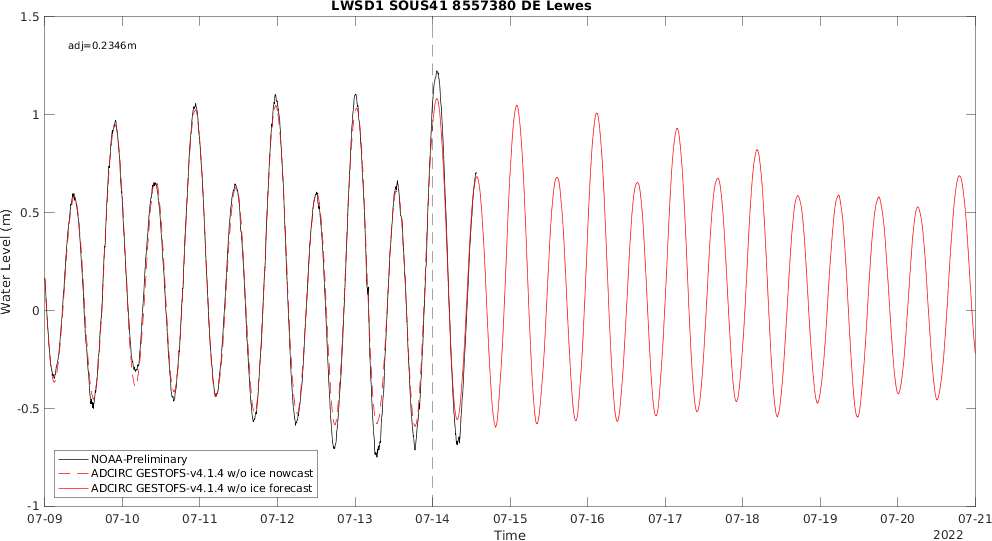 LWSD1 SOUS41 8557380 DE Lewes
adj=0.2346m
1.5
1
0.5
0
-0.5
-1
Water Level (m)
NOAA-Preliminary
ADCIRC GESTOFS-v4.1.4 w/o ice nowcast
ADCIRC GESTOFS-v4.1.4 w/o ice forecast
07-09 07-10 07-11 07-12 07-13 07-14 07-15 07-16 07-17 07-18 07-19 07-20 07-21
Time
2022